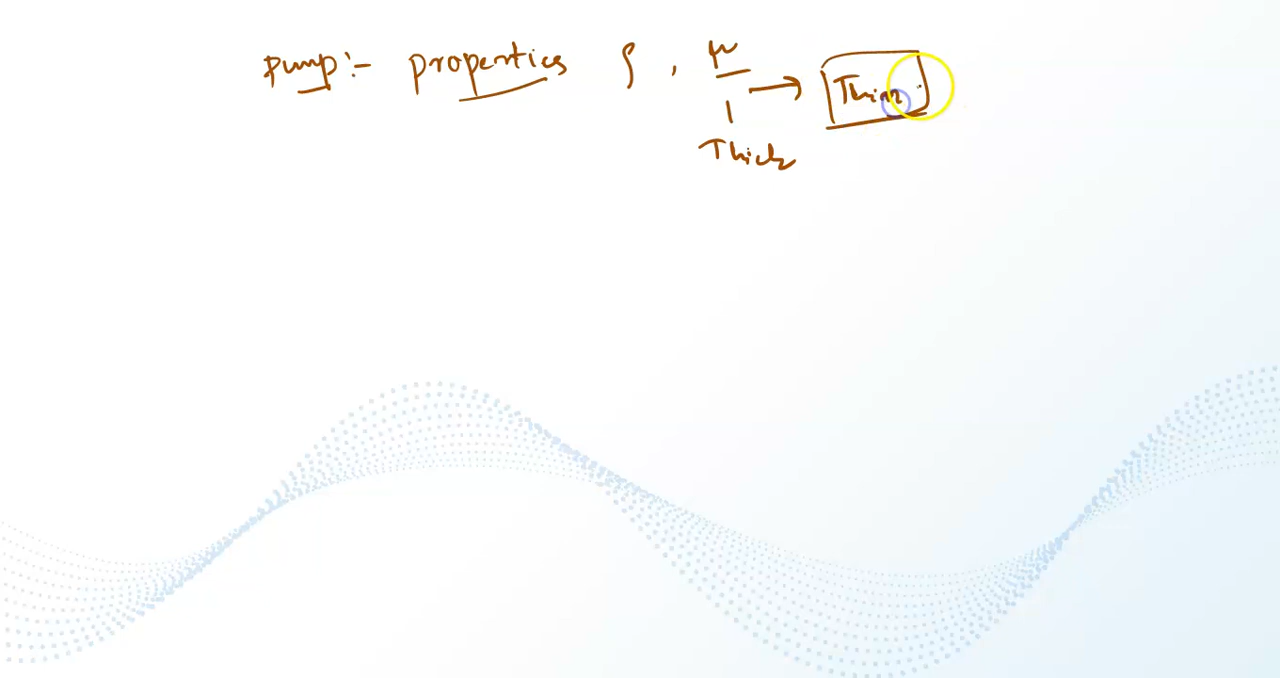 Pump:- properties ρ, μ → Thin
Thick